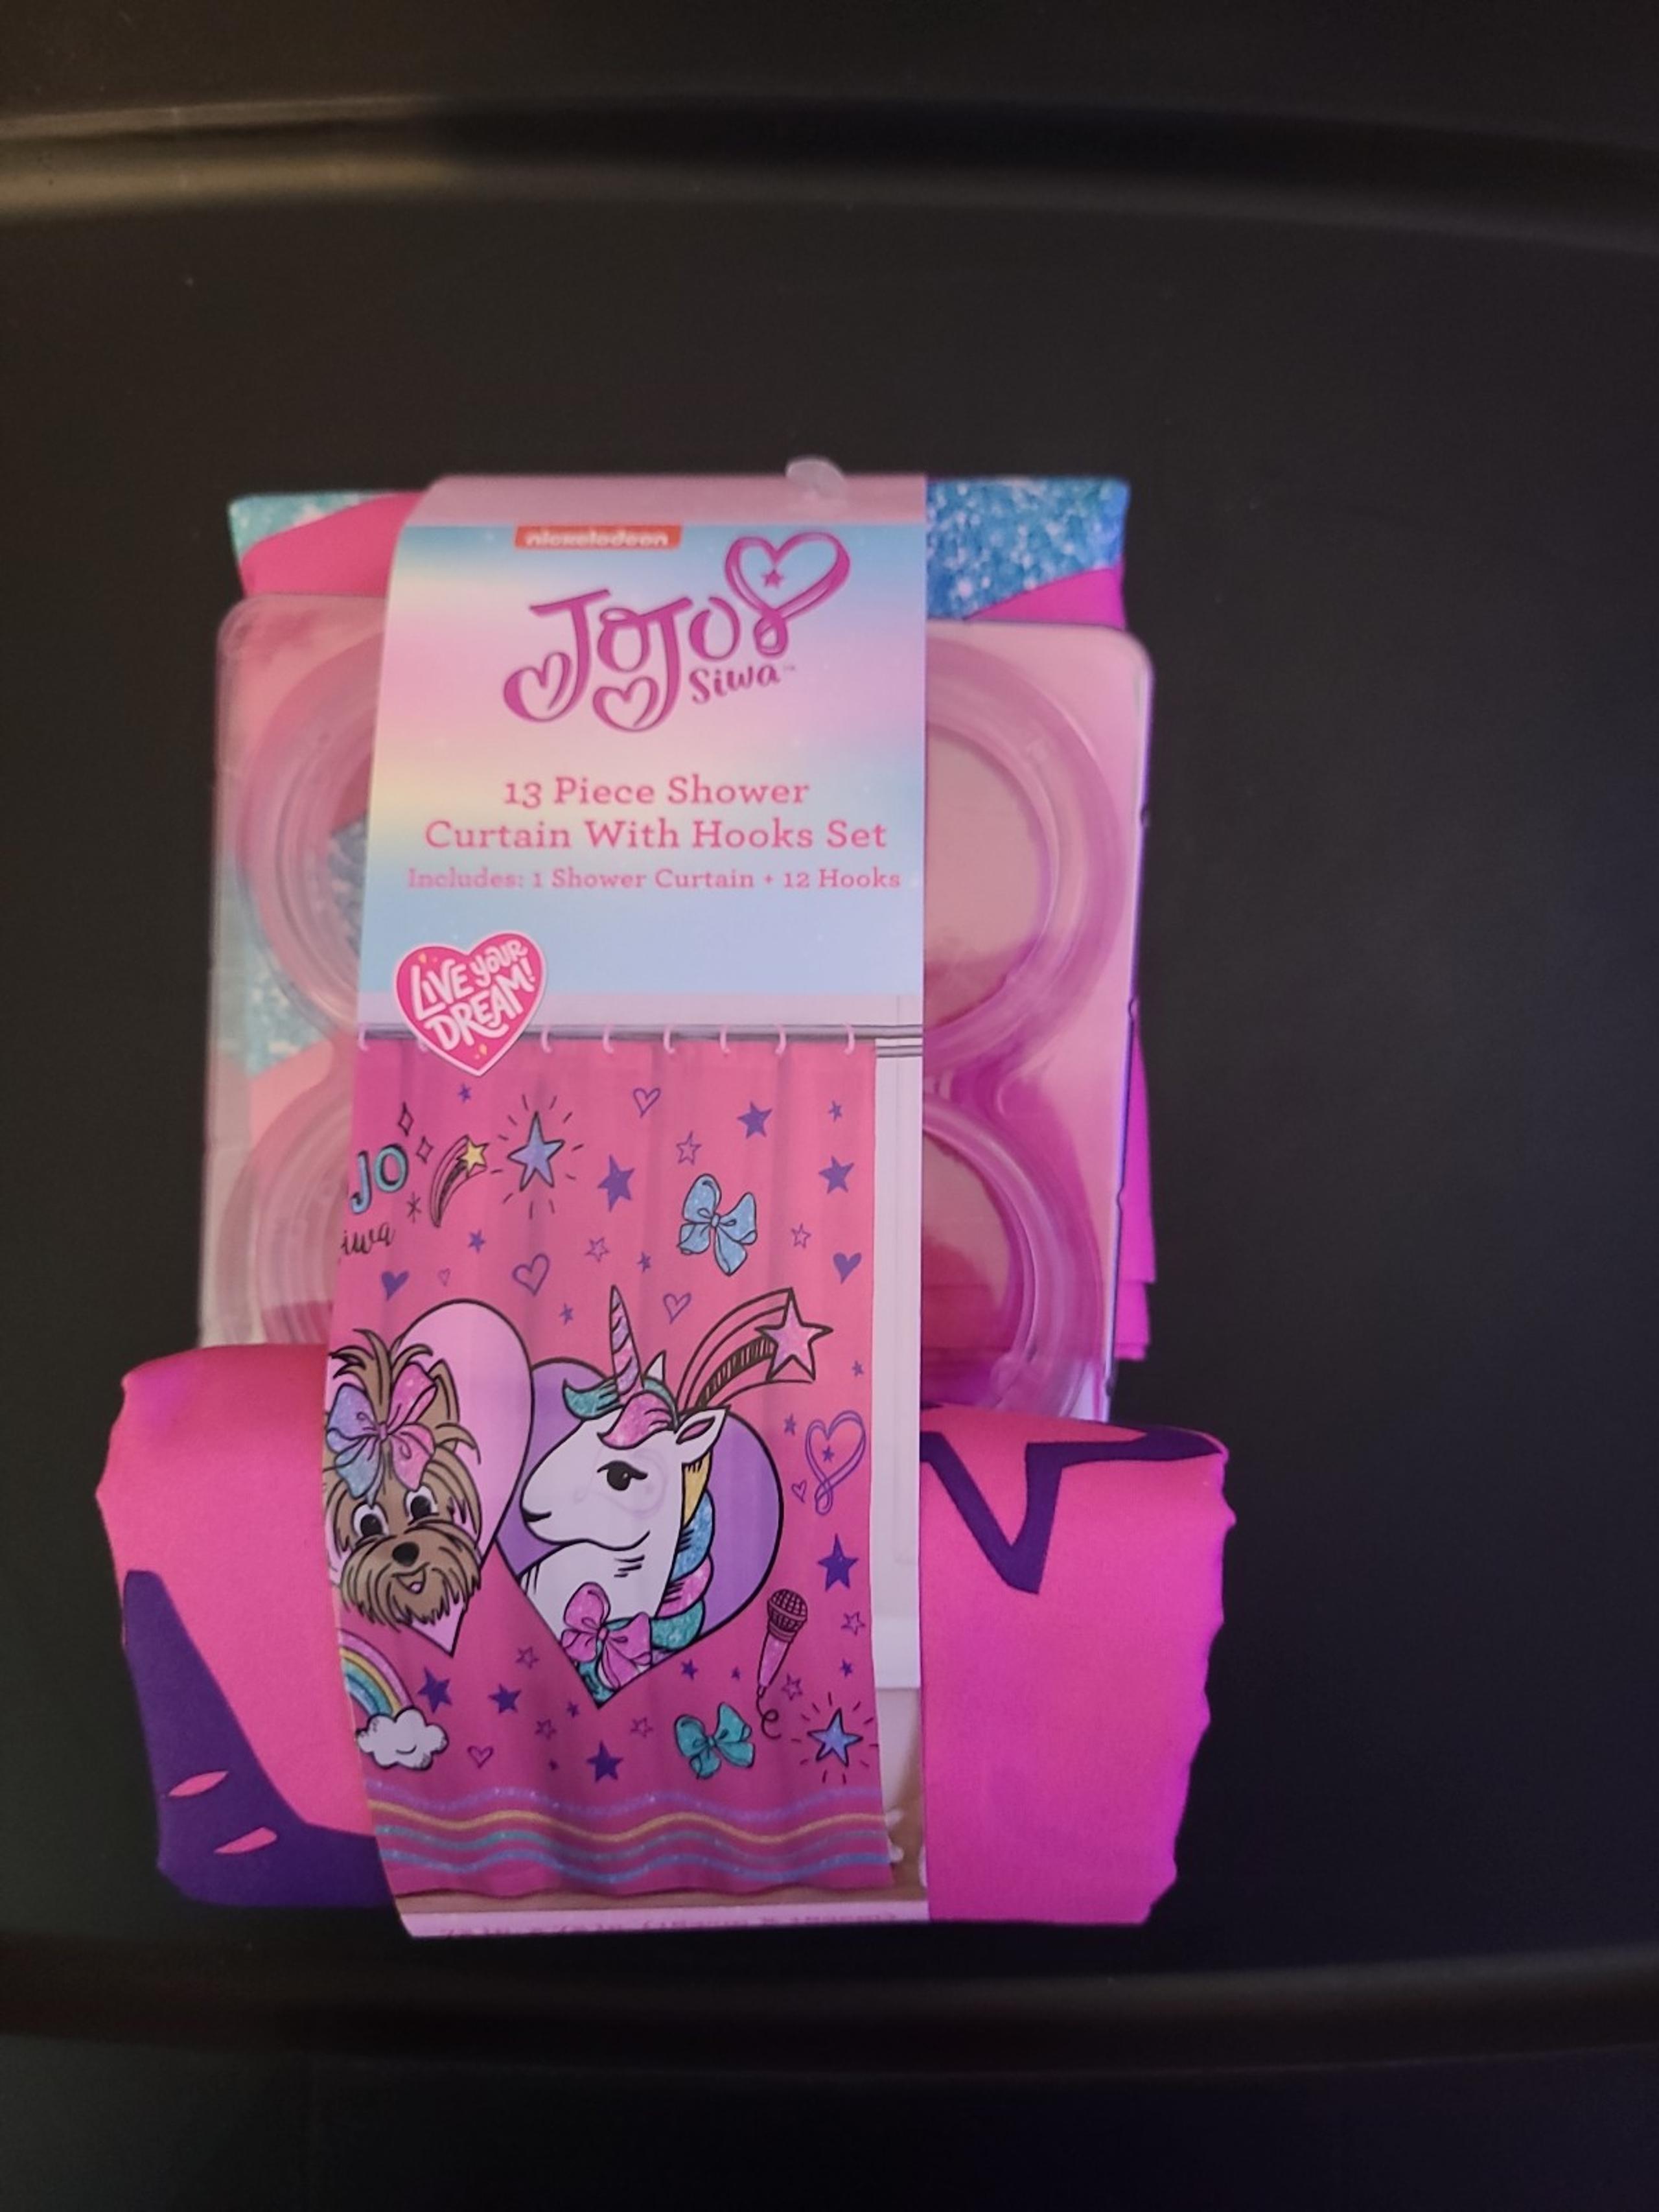 nickelodeon
JoJo
Siwa™
13 Piece Shower
Curtain With Hooks Set
Includes: 1 Shower Curtain + 12 Hooks
LIVE YOUR
DREAM!
JO
iwa